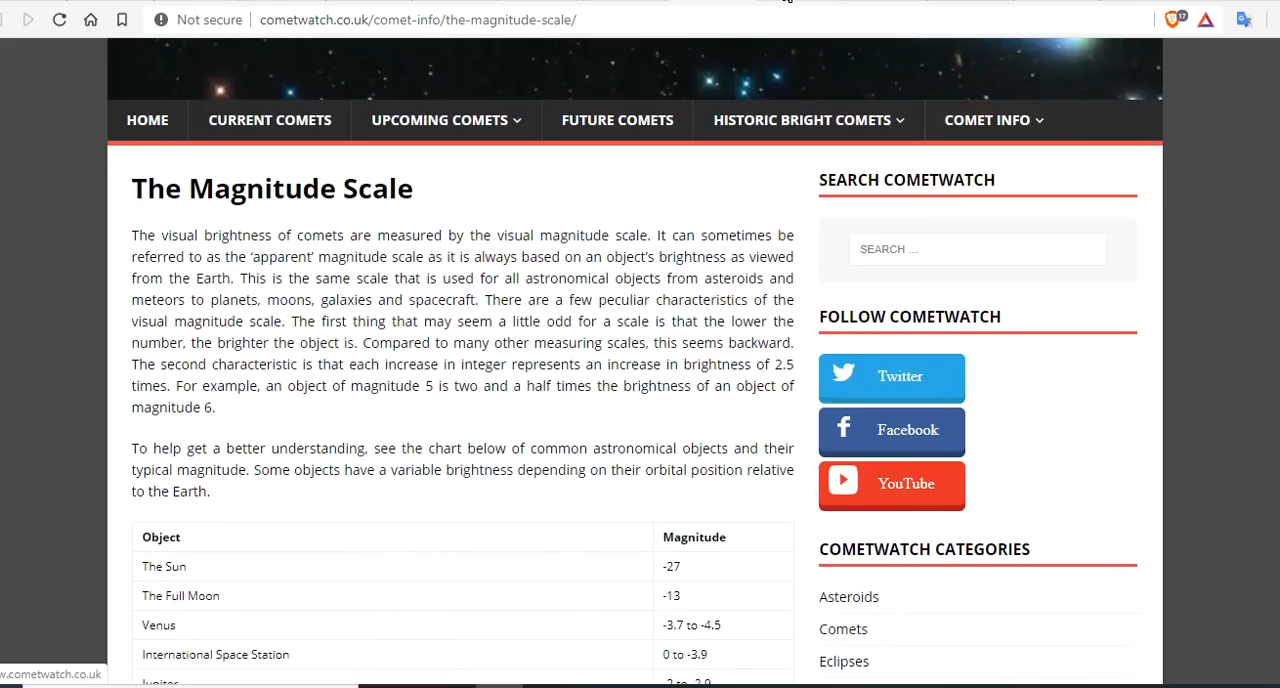 Not secure
cometwatch.co.uk/comet-info/the-magnitude-scale/
17
HOME
CURRENT COMETS
UPCOMING COMETS
FUTURE COMETS
HISTORIC BRIGHT COMETS
COMET INFO
The Magnitude Scale
The visual brightness of comets are measured by the visual magnitude scale. It can sometimes be
referred to as the ‘apparent’ magnitude scale as it is always based on an object’s brightness as viewed
from the Earth. This is the same scale that is used for all astronomical objects from asteroids and
meteors to planets, moons, galaxies and spacecraft. There are a few peculiar characteristics of the
visual magnitude scale. The first thing that may seem a little odd for a scale is that the lower the
number, the brighter the object is. Compared to many other measuring scales, this seems backward.
The second characteristic is that each increase in integer represents an increase in brightness of 2.5
times. For example, an object of magnitude 5 is two and a half times the brightness of an object of
magnitude 6.
To help get a better understanding, see the chart below of common astronomical objects and their
typical magnitude. Some objects have a variable brightness depending on their orbital position relative
to the Earth.
Object Magnitude
The Sun -27
The Full Moon -13
Venus -3.7 to -4.5
International Space Station 0 to -3.9
Jupiter -2 to -2.9
SEARCH COMETWATCH
SEARCH ...
FOLLOW COMETWATCH
Twitter
Facebook
YouTube
COMETWATCH CATEGORIES
Asteroids
Comets
Eclipses
w.cometwatch.co.uk